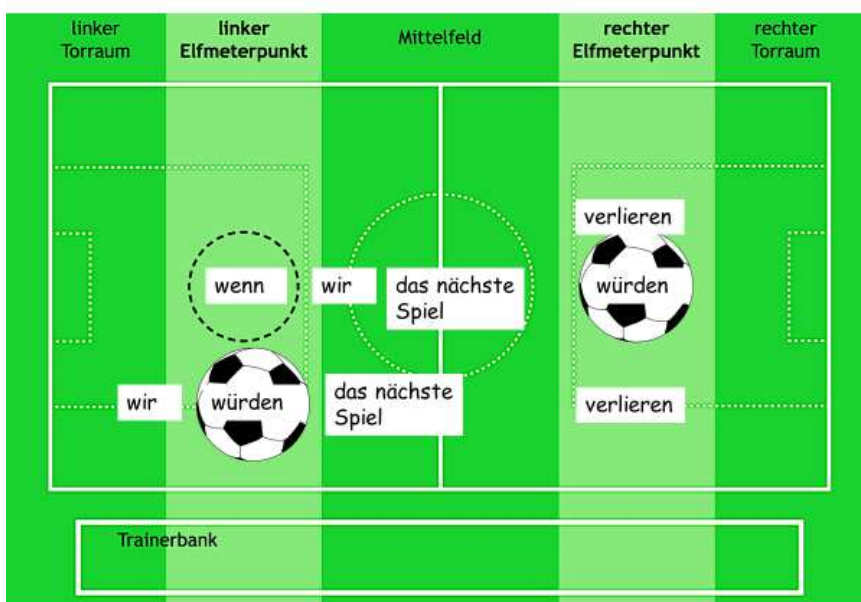 linker
Torraum
linker
Elfmeterpunkt
Mittelfeld
rechter
Elfmeterpunkt
rechter
Torraum
verlieren
wenn wir das nächste
Spiel
würden
wir würden das nächste
Spiel
verlieren
Trainerbank